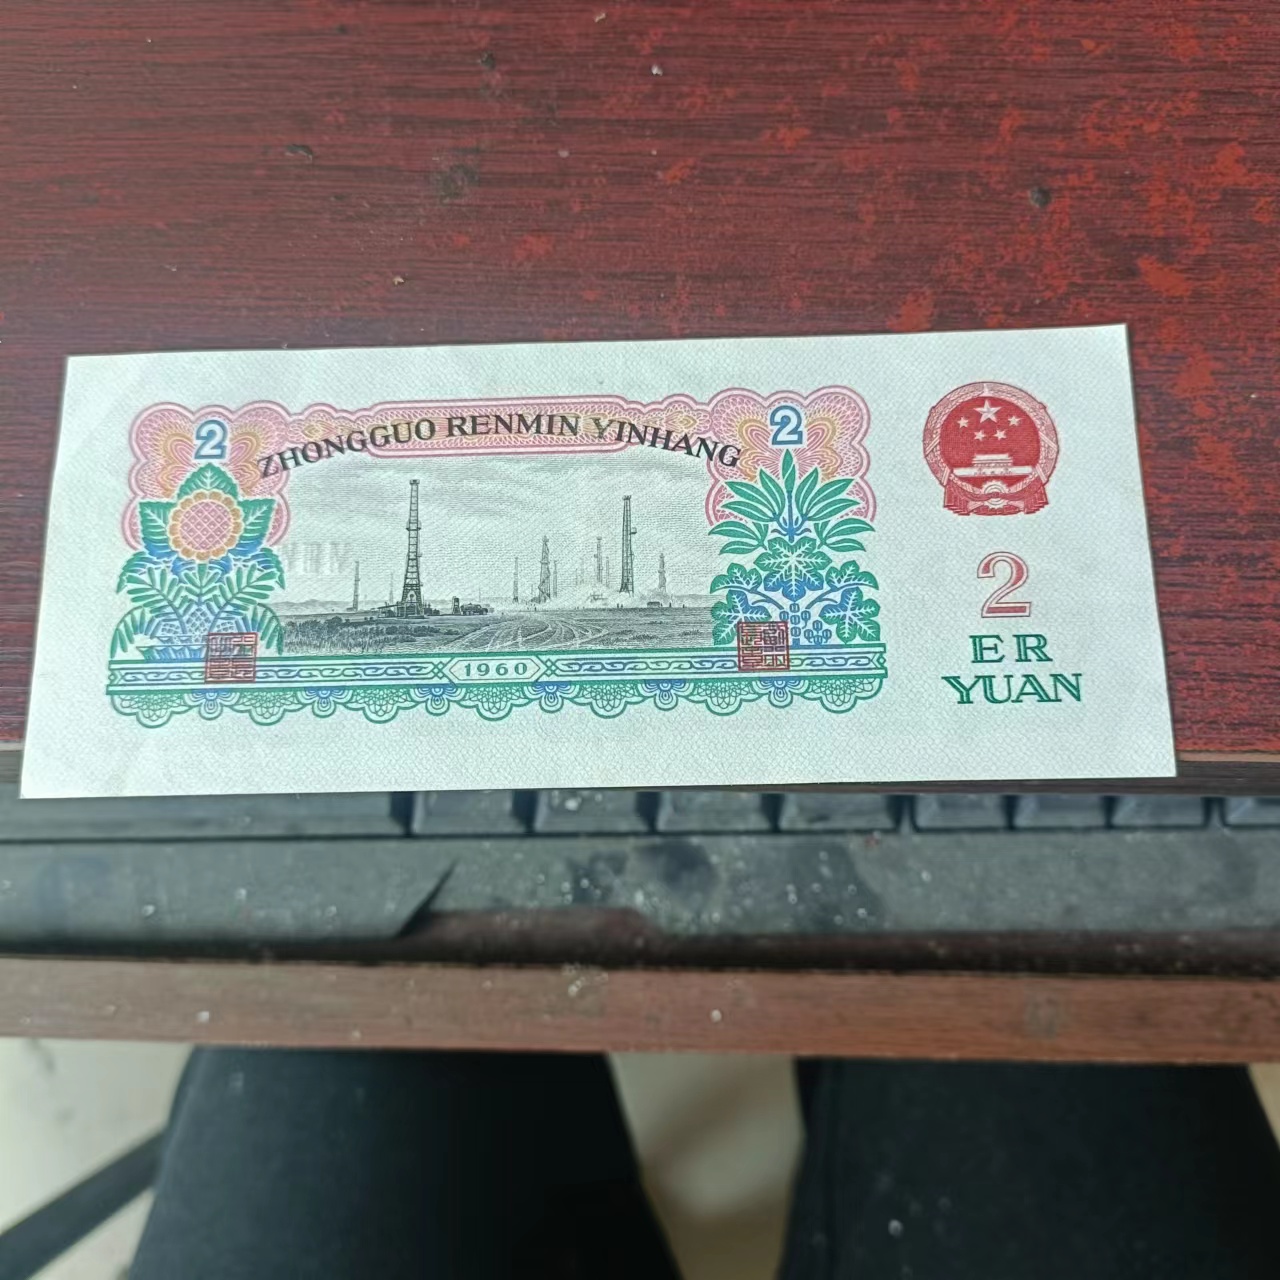 2
2
ZHONGGUO RENMIN YINHANG
1960
2
ER
YUAN